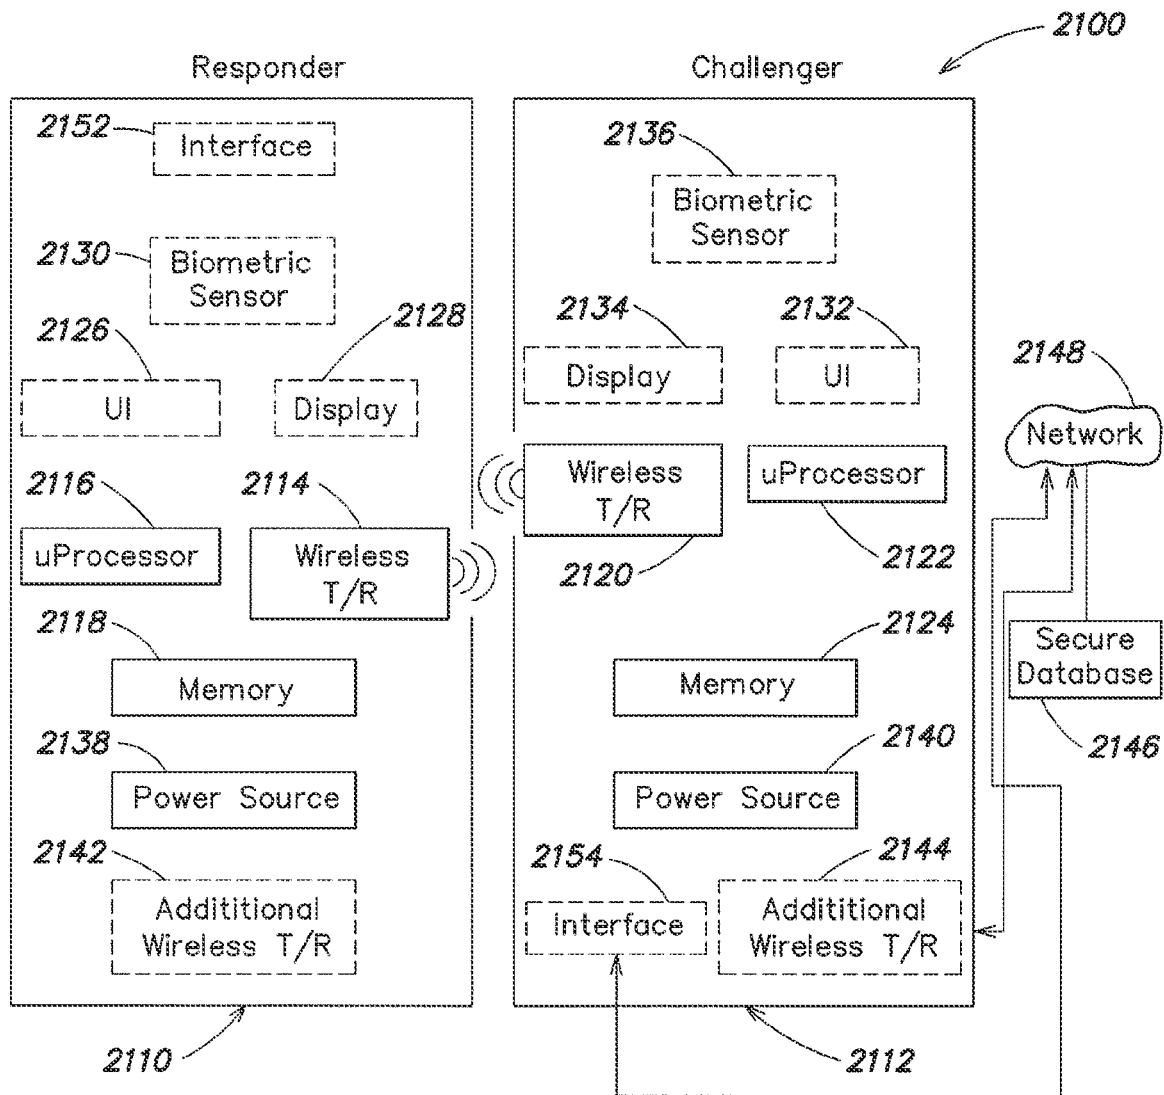 2100
Responder
Challenger
2152
Interface
2136
Biometric
Sensor
2130
Biometric
Sensor
2126
2128
2134
2132
2148
UI
Display
Display
UI
Network
2116
2114
Wireless
T/R
uProcessor
uProcessor
Wireless
T/R
2120
2122
2118
2124
Memory
Memory
Secure
Database
2138
2140
2146
Power Source
Power Source
2142
2154
2144
Addititional
Wireless T/R
Interface
Addititional
Wireless T/R
2110
2112